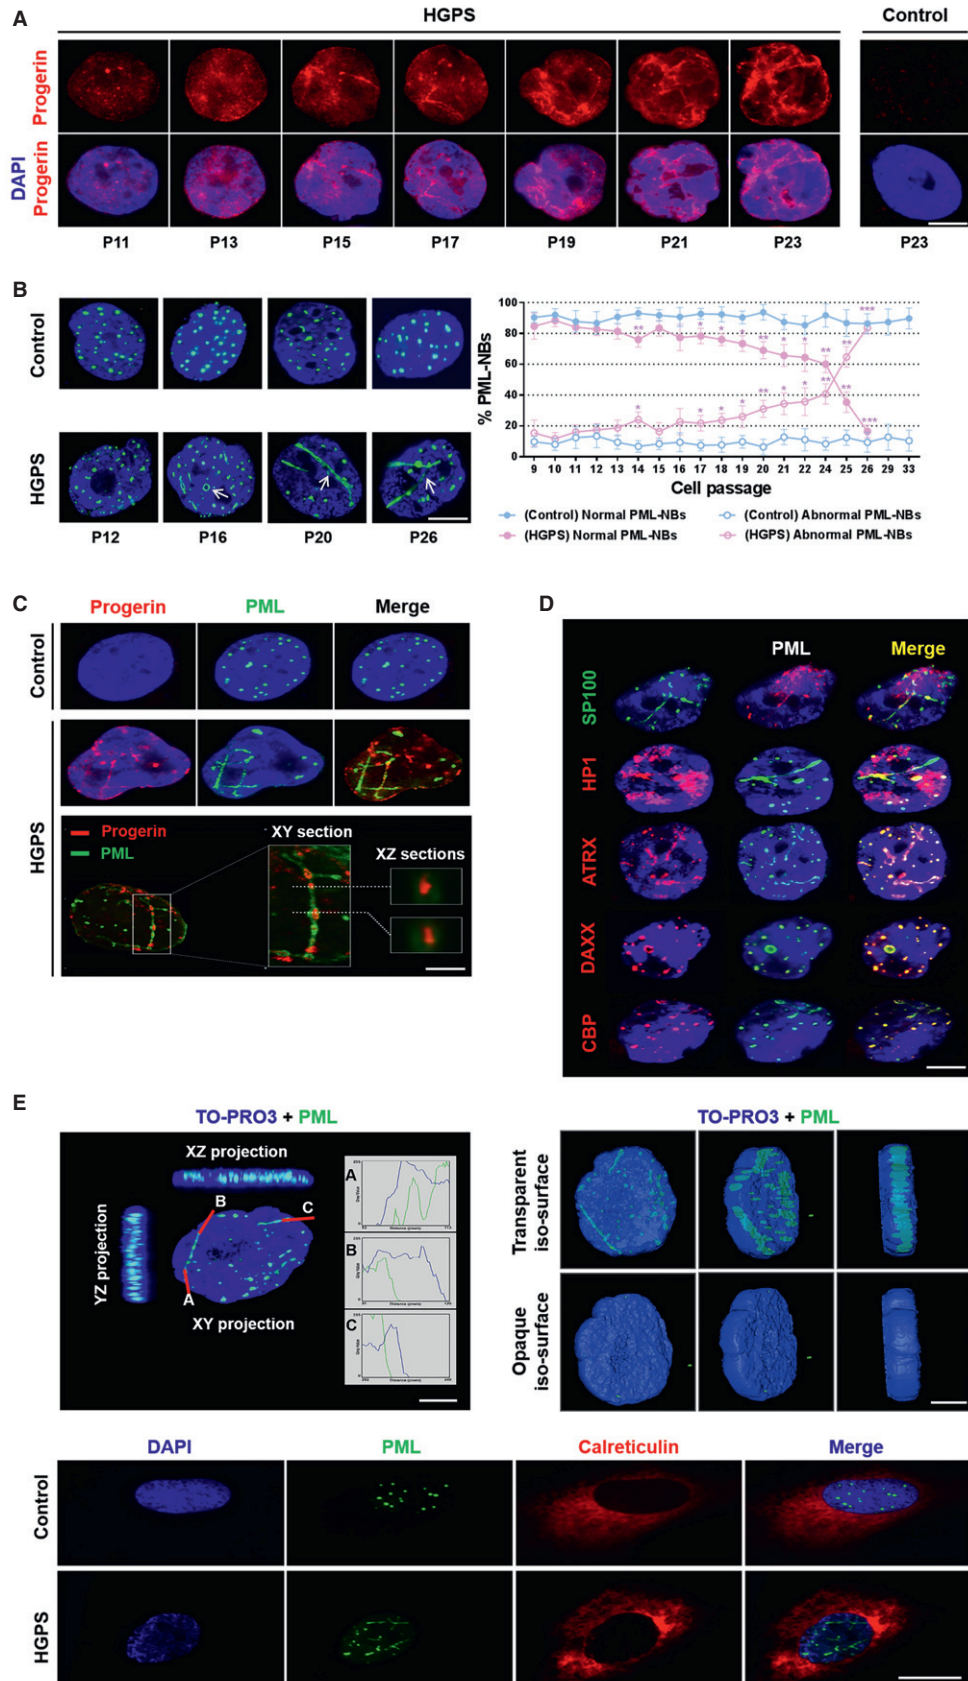 A
HGPS
Control
Progerin
DAPI
Progerin
P11
P13
P15
P17
P19
P21
P23
P23
B
Control
HGPS
P12
P16
P20
P26
% PML-NBs
100
80
60
40
20
0
9 10 11 12 13 14 15 16 17 18 19 20 21 22 24 25 26 29 33
Cell passage
(Control) Normal PML-NBs
(Control) Abnormal PML-NBs
(HGPS) Normal PML-NBs
(HGPS) Abnormal PML-NBs
C
Progerin
PML
Merge
Control
HGPS
Progerin
PML
XY section
XZ sections
D
PML
Merge
SP100
HP1
ATRX
DAXX
CBP
E
TO-PRO3 + PML
XZ projection
YZ projection
B
C
A
XY projection
A
B
C
TO-PRO3 + PML
Transparent
iso-surface
Opaque
iso-surface
DAPI
PML
Calreticulin
Merge
Control
HGPS